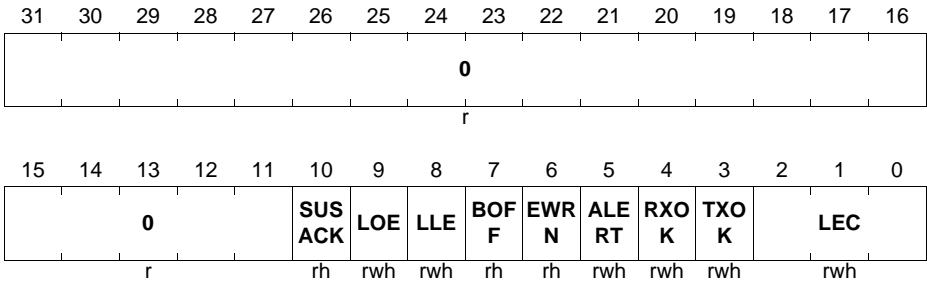 31 30 29 28 27 26 25 24 23 22 21 20 19 18 17 16
0
r
15 14 13 12 11 10 9 8 7 6 5 4 3 2 1 0
0 SUS ACK LOE LLE BOF F EWR N ALE RT RXO K TXO K LEC
r rh rwh rwh rh rh rwh rwh rwh rwh